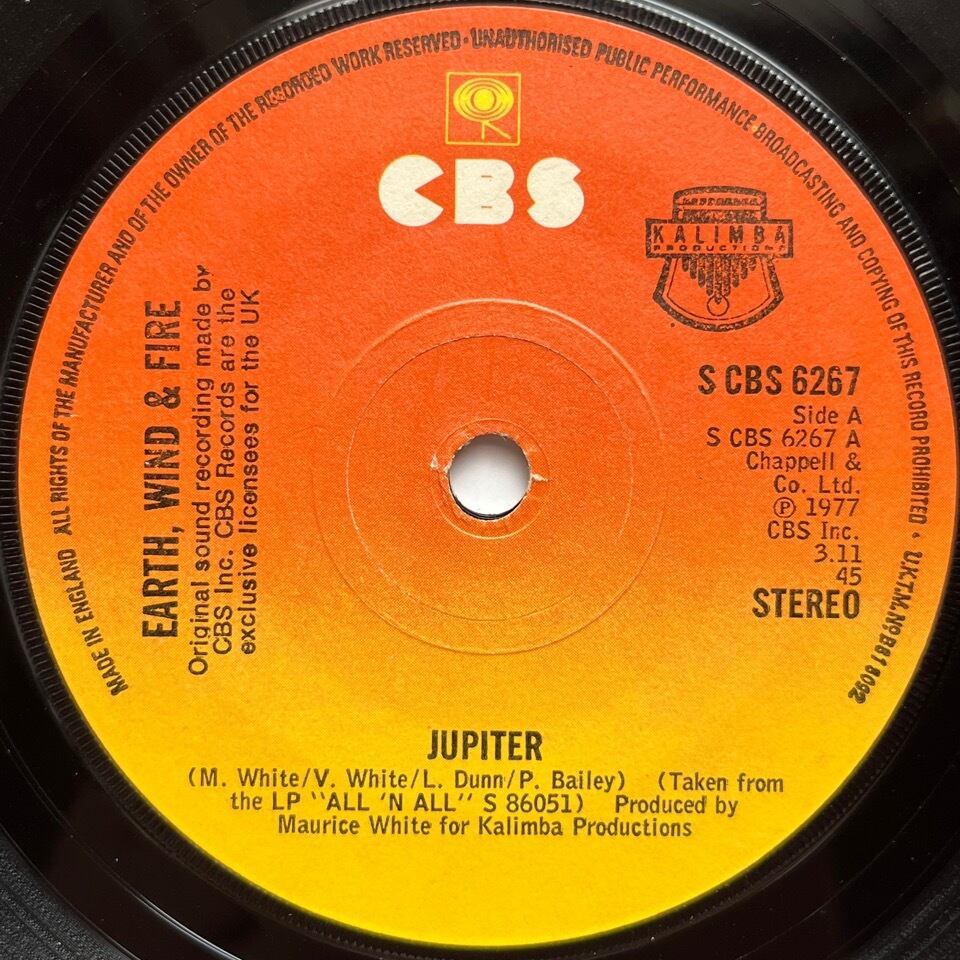 MADE IN ENGLAND ALL RIGHTS OF THE MANUFACTURER AND OF THE OWNER OF THE RECORDED WORK RESERVED · UNAUTHORISED PUBLIC PERFORMANCE BROADCASTING AND COPYING OF THIS RECORD PROHIBITED · U.K.T.M. No B818092
CBS
KALIMBA
PRODUCTIONS
EARTH, WIND & FIRE
Original sound recording made by
CBS Inc. CBS Records are the
exclusive licensees for the UK
S CBS 6267
Side A
S CBS 6267 A
Chappell &
Co. Ltd.
℗ 1977
CBS Inc.
3.11
45
STEREO
JUPITER
(M. White/V. White/L. Dunn/P. Bailey) (Taken from
the LP "ALL 'N ALL" S 86051) Produced by
Maurice White for Kalimba Productions